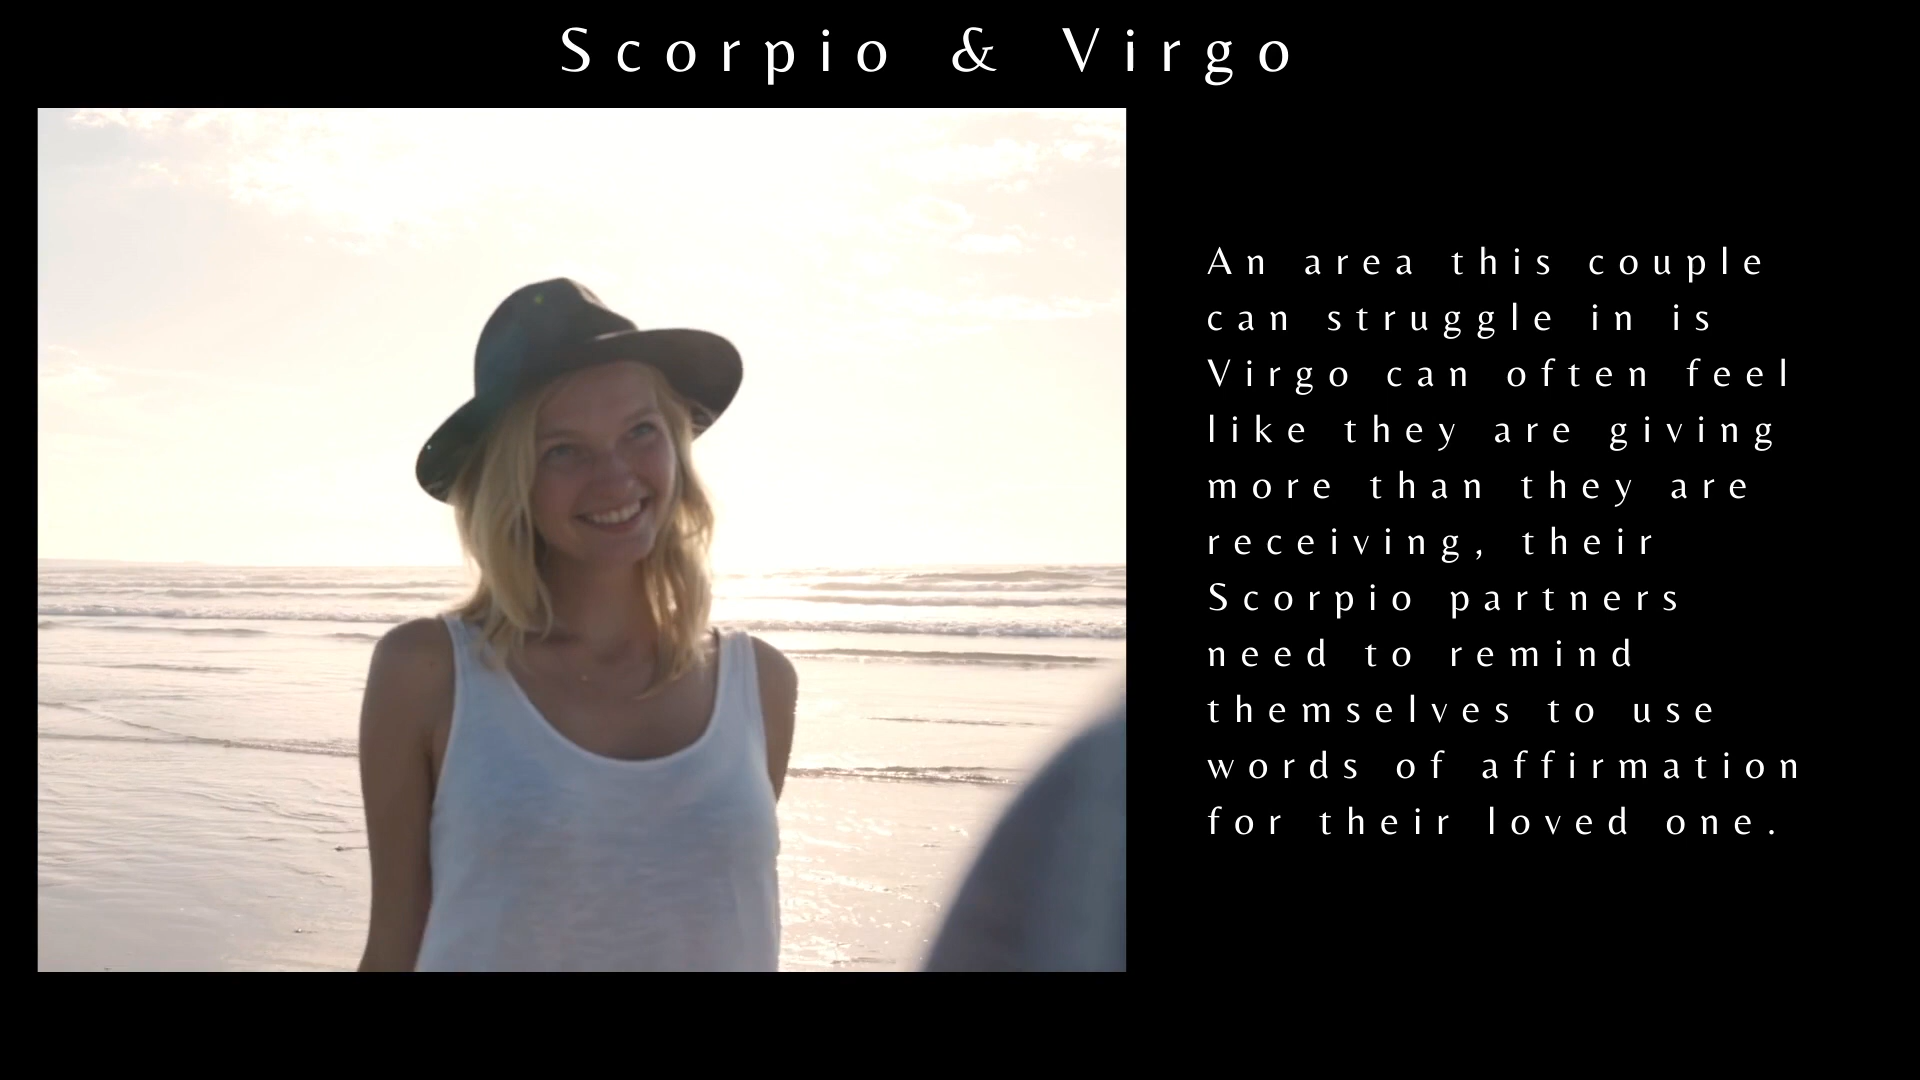 Scorpio & Virgo
An area this couple
can struggle in is
Virgo can often feel
like they are giving
more than they are
receiving, their
Scorpio partners
need to remind
themselves to use
words of affirmation
for their loved one.